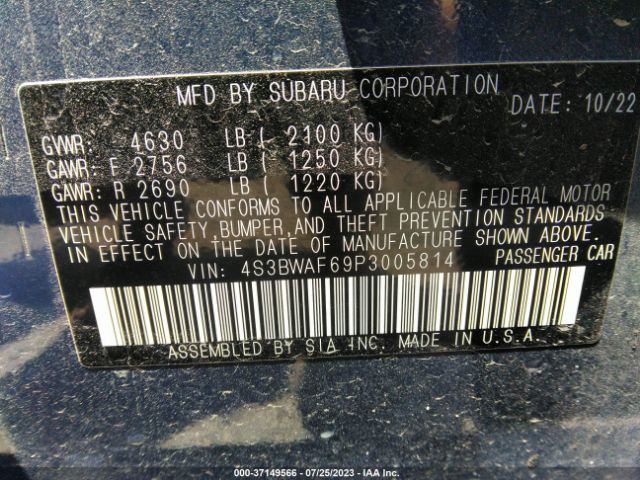 MFD BY SUBARU CORPORATION
DATE: 10/22
GVWR: 4630 LB ( 2100 KG)
GAWR: F 2756 LB ( 1250 KG)
GAWR: R 2690 LB ( 1220 KG)
THIS VEHICLE CONFORMS TO ALL APPLICABLE FEDERAL MOTOR
VEHICLE SAFETY, BUMPER, AND THEFT PREVENTION STANDARDS
IN EFFECT ON THE DATE OF MANUFACTURE SHOWN ABOVE.
VIN: 4S3BWAF69P3005814 PASSENGER CAR
ASSEMBLED BY SIA INC. MADE IN U.S.A.
000-37149566 - 07/25/2023 - IAA Inc.